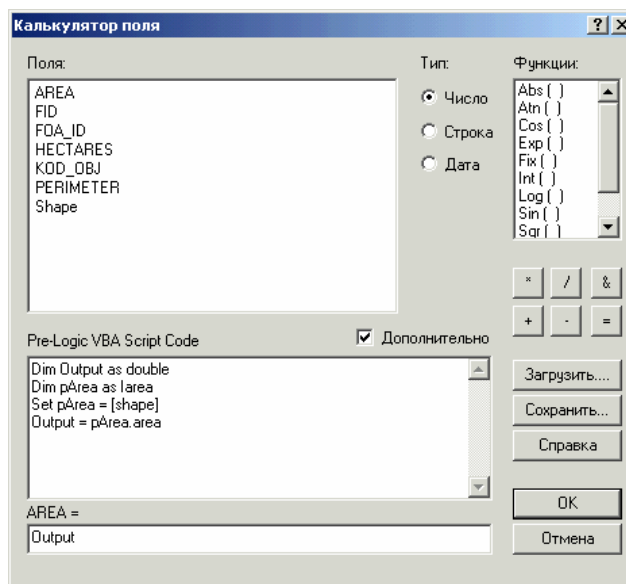 Калькулятор поля
Поля:
AREA
FID
FOA_ID
HECTARES
KOD_OBJ
PERIMETER
Shape
Тип:
Число
Строка
Дата
Функции:
Abs ( )
Atn ( )
Cos ( )
Exp ( )
Fix ( )
Int ( )
Log ( )
Sin ( )
Sqr ( )
* / &
+ - =
Pre-Logic VBA Script Code
Дополнительно
Dim Output as double
Dim pArea as Iarea
Set pArea = [shape]
Output = pArea.area
Загрузить....
Сохранить...
Справка
AREA =
Output
OK
Отмена